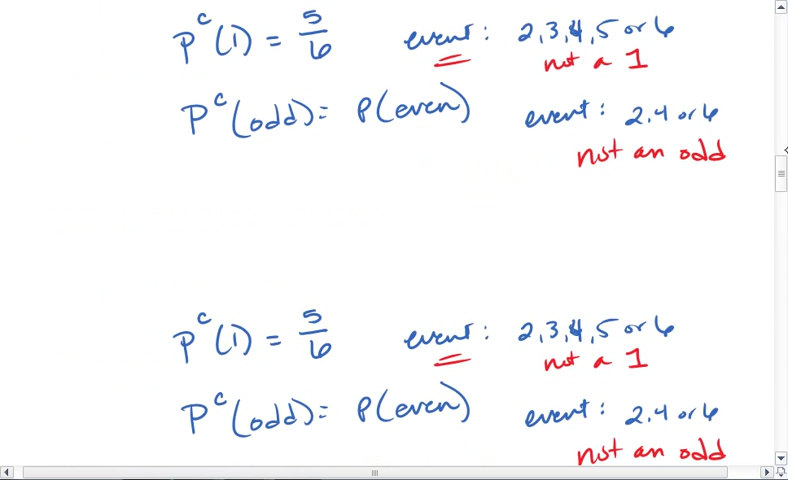 P^c(1) = 5/6 event: 2,3,4,5 or 6
not a 1
P^c(odd) = P(even) event: 2,4 or 6
not an odd
P^c(1) = 5/6 event: 2,3,4,5 or 6
not a 1
P^c(odd) = P(even) event: 2,4 or 6
not an odd